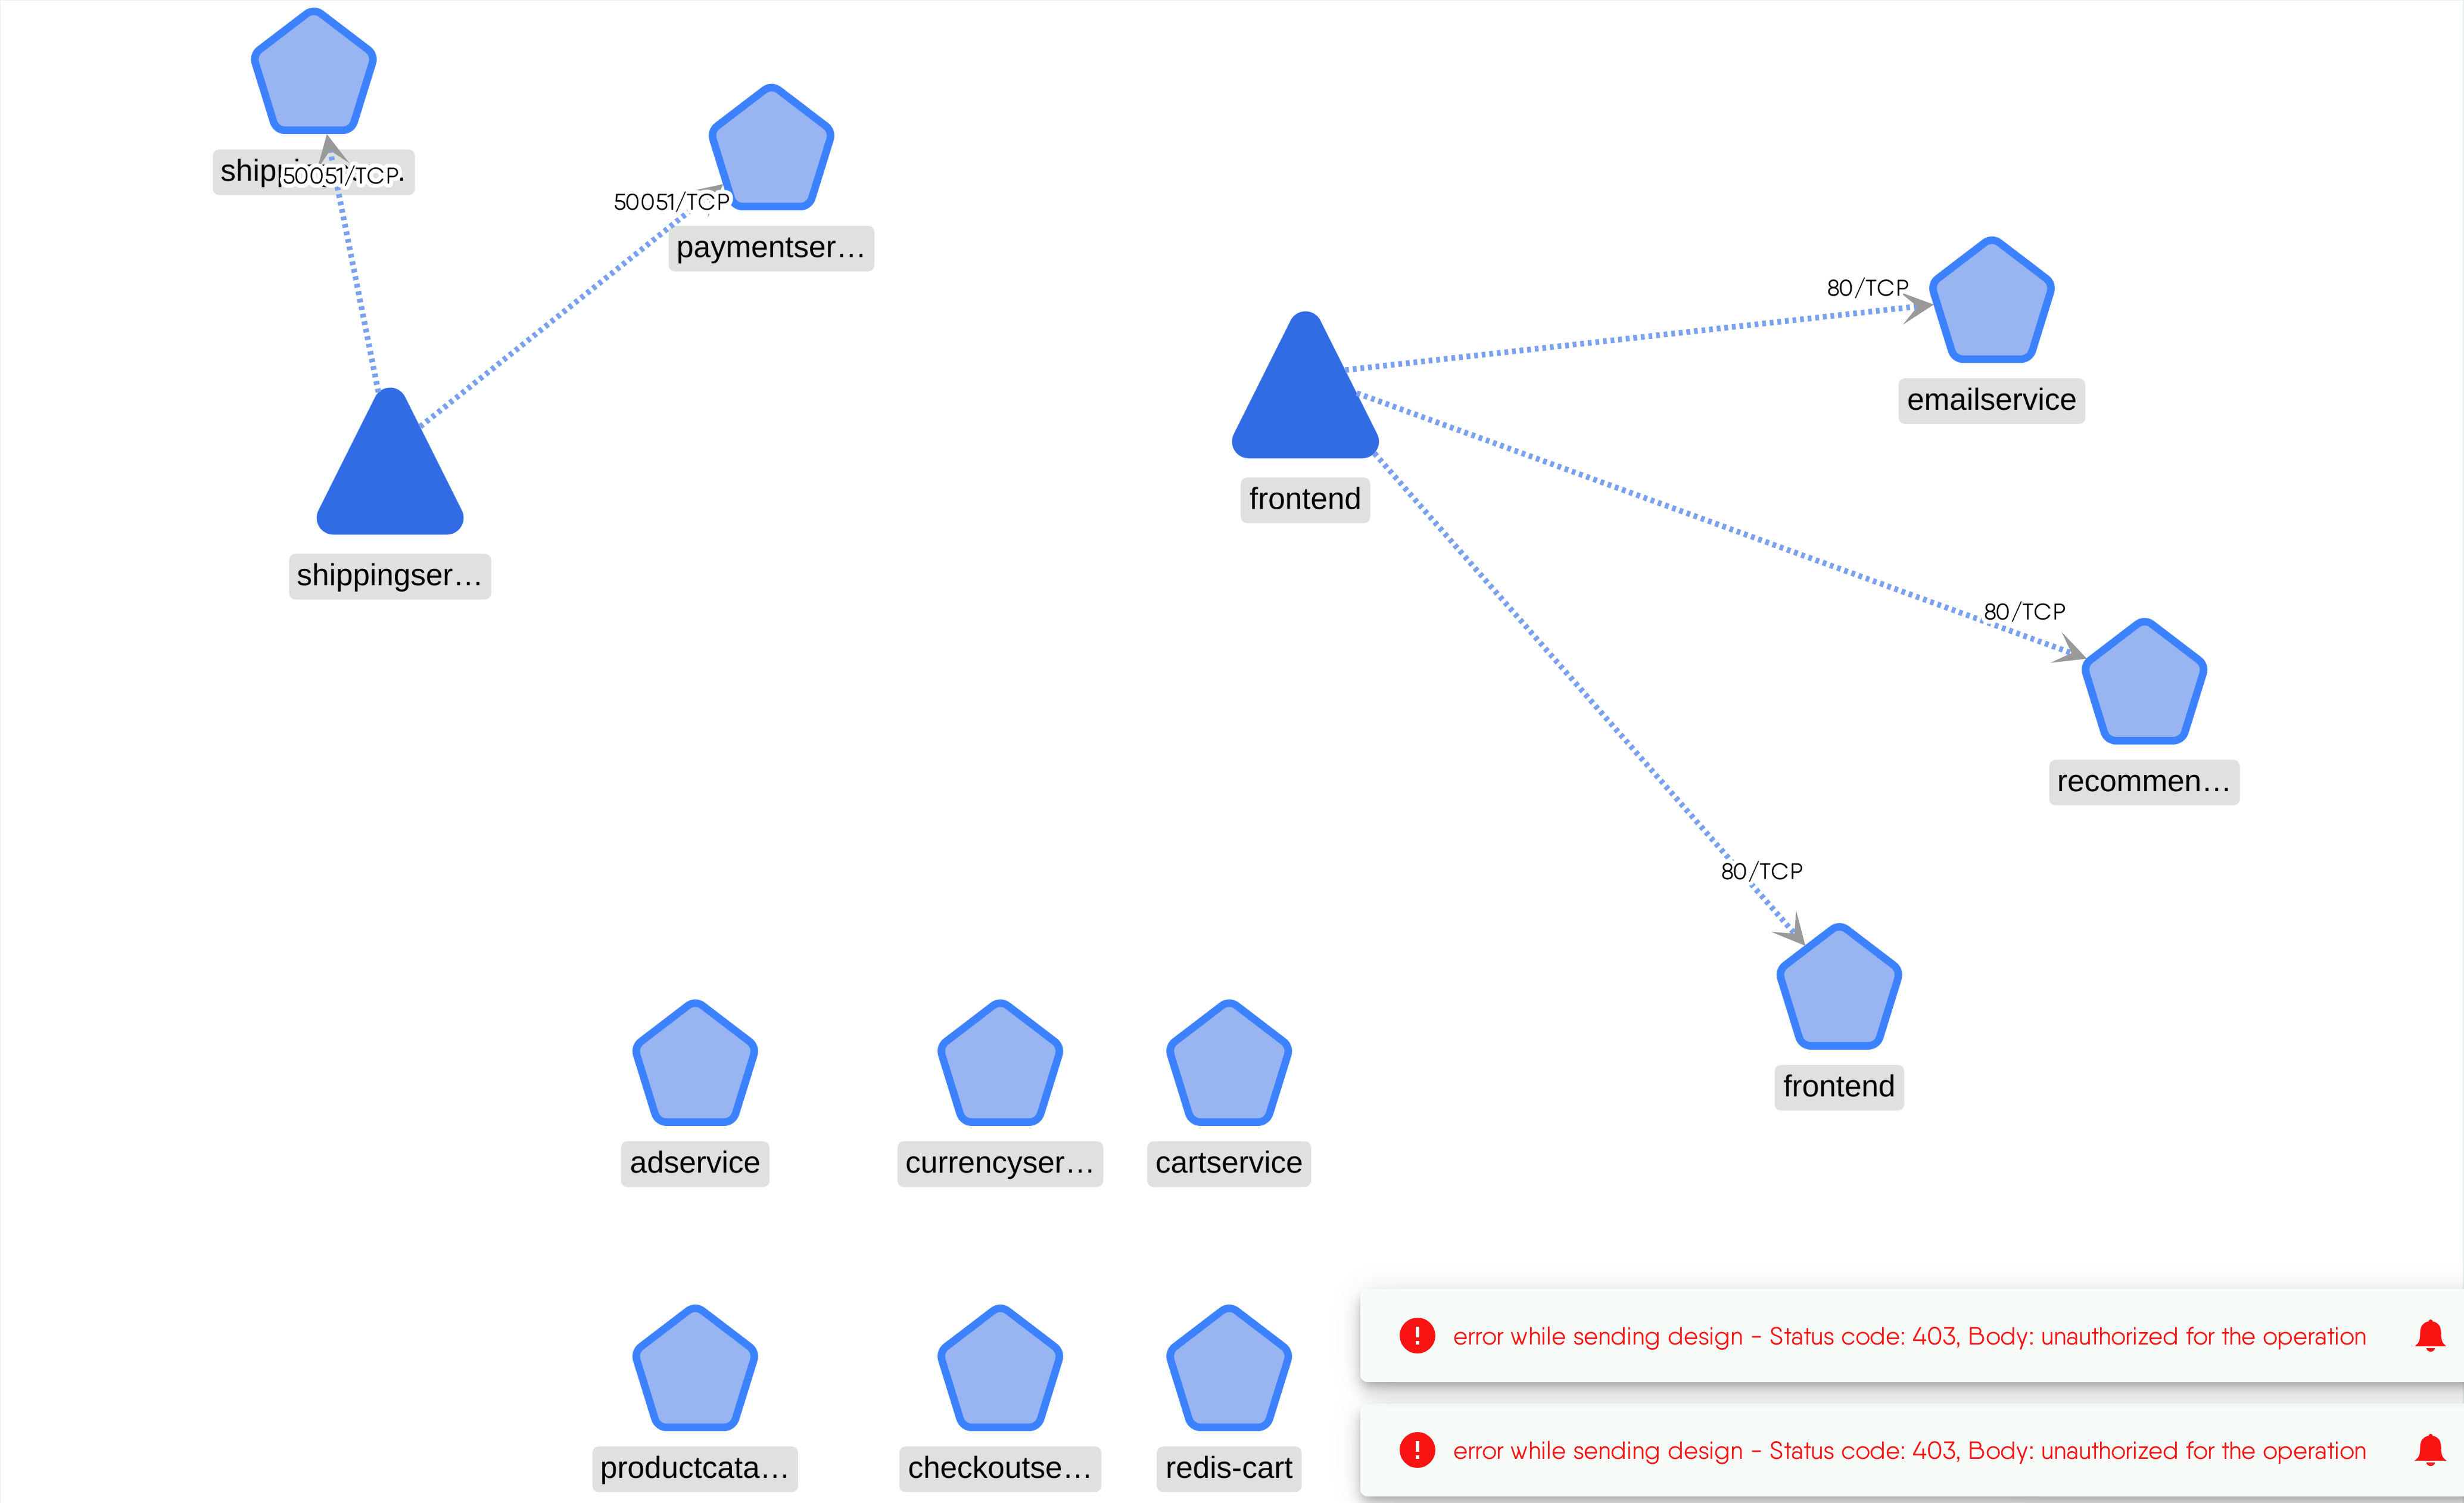 50051/TCP
50051/TCP
paymentser…
80/TCP
emailservice
frontend
shippingser…
80/TCP
recommen…
80/TCP
frontend
adservice
currencyser…
cartservice
error while sending design - Status code: 403, Body: unauthorized for the operation
error while sending design - Status code: 403, Body: unauthorized for the operation
productcata…
checkoutse…
redis-cart